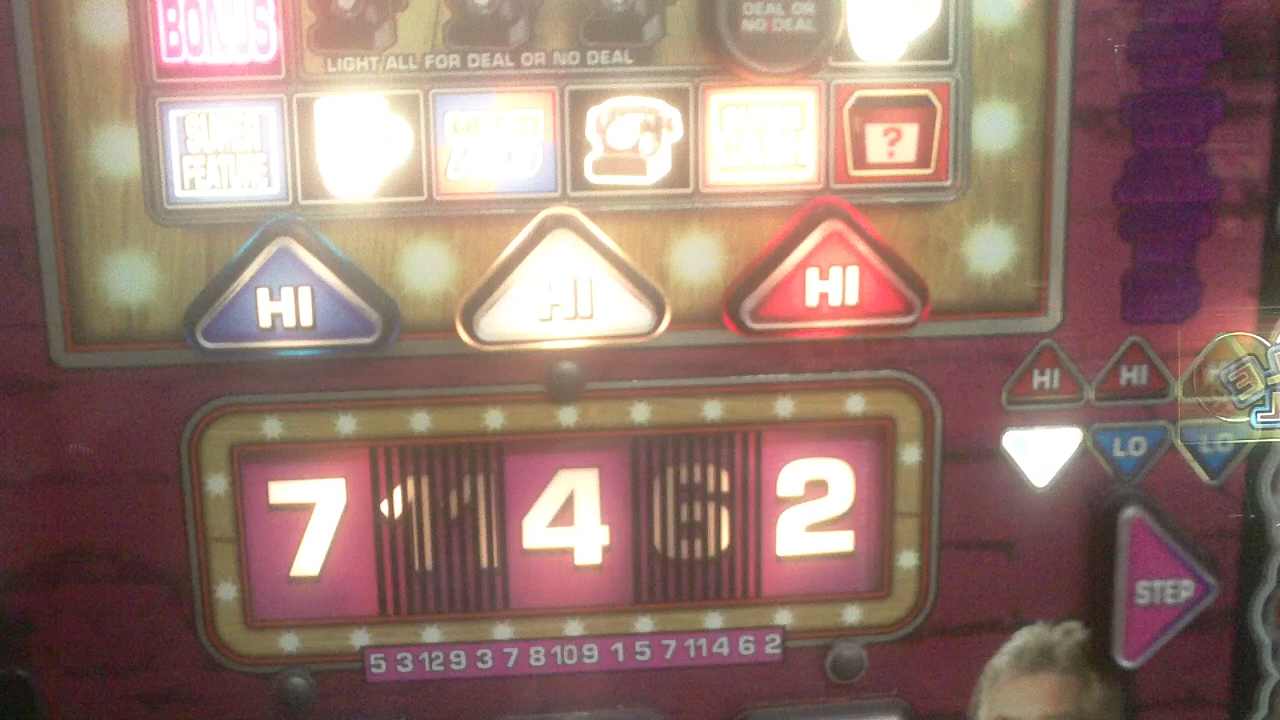 BONUS
DEAL OR
NO DEAL
LIGHT ALL FOR DEAL OR NO DEAL
SUPER
FEATURE
?
HI HI HI
HI HI
LO LO
7 11 4 6 2
STEP
5 3 12 9 3 7 8 10 9 1 5 7 11 4 6 2